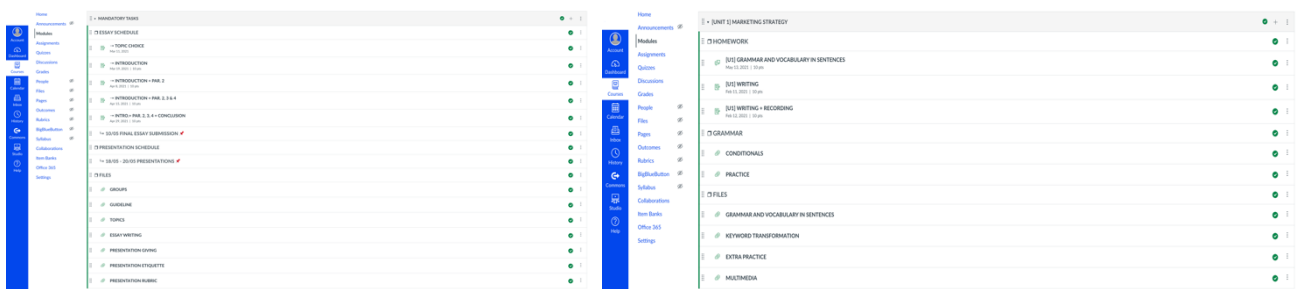 Home
Announcements
Modules
Assignments
Quizzes
Discussions
Grades
People
Files
Pages
Outcomes
Rubrics
BigBlueButton
Syllabus
Collaborations
Item Banks
Office 365
Settings
Account
Dashboard
Courses
Calendar
Inbox
History
Commons
Studio
Help
MANDATORY TASKS
ESSAY SCHEDULE
→ TOPIC CHOICE
→ INTRODUCTION
→ INTRODUCTION + PAR. 2
→ INTRODUCTION + PAR. 2, 3 & 4
→ INTRO + PAR. 2, 3, 4 + CONCLUSION
↪ 10/05 FINAL ESSAY SUBMISSION
PRESENTATION SCHEDULE
↪ 18/05 - 20/05 PRESENTATIONS
FILES
GROUPS
GUIDELINE
TOPICS
ESSAY WRITING
PRESENTATION GIVING
PRESENTATION ETIQUETTE
PRESENTATION RUBRIC
Home
Announcements
Modules
Assignments
Quizzes
Discussions
Grades
People
Files
Pages
Outcomes
Rubrics
BigBlueButton
Syllabus
Collaborations
Item Banks
Office 365
Settings
Account
Dashboard
Courses
Calendar
Inbox
History
Commons
Studio
Help
[UNIT 1] MARKETING STRATEGY
HOMEWORK
[U1] GRAMMAR AND VOCABULARY IN SENTENCES
[U1] WRITING
[U1] WRITING + RECORDING
GRAMMAR
CONDITIONALS
PRACTICE
FILES
GRAMMAR AND VOCABULARY IN SENTENCES
KEYWORD TRANSFORMATION
EXTRA PRACTICE
MULTIMEDIA